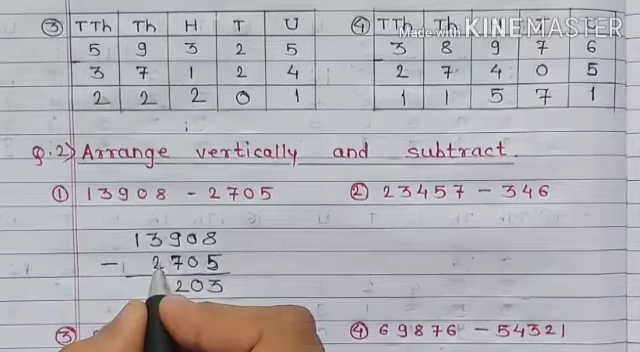 ③ TTh Th H T U
5 9 3 2 5
- 3 7 1 2 4
2 2 2 0 1
④ TTh Th
3 8 9 7 6
- 2 7 4 0 5
1 1 5 7 1
Made with KINEMASTER
Q.2) Arrange vertically and subtract.
① 13908 - 2705
② 23457 - 346
13908
- 2705
203
③
④ 69876 - 54321